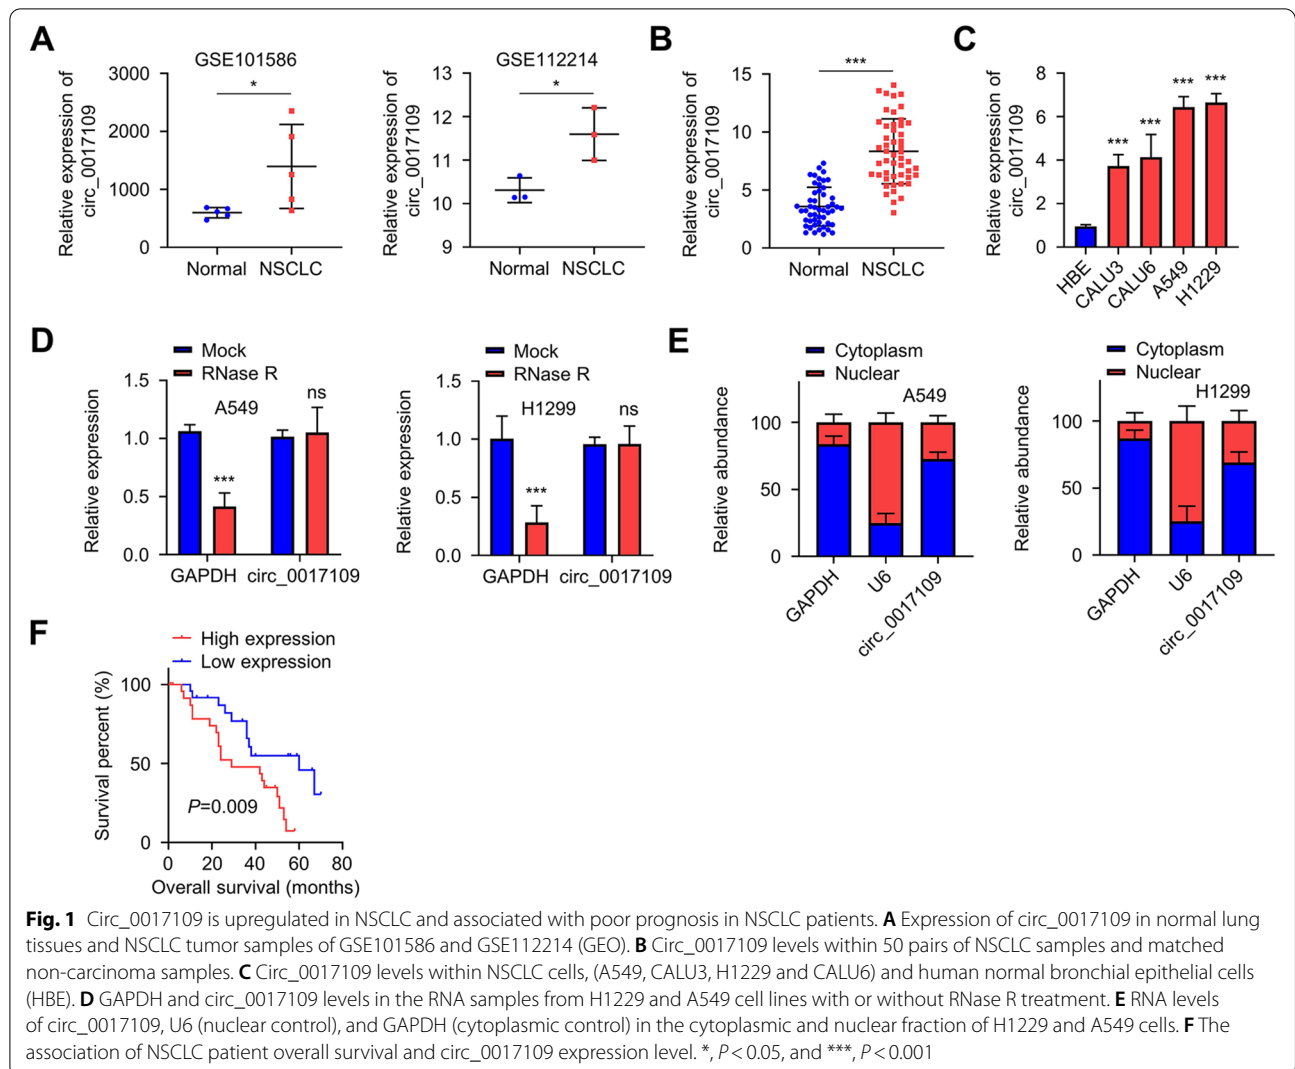 A
GSE101586
Relative expression of
circ_0017109
3000
2000
1000
0
*
Normal NSCLC
GSE112214
Relative expression of
circ_0017109
13
12
11
10
9
*
Normal NSCLC
B
Relative expression of
circ_0017109
15
10
5
0
***
Normal NSCLC
C
Relative expression of
circ_0017109
8
6
4
2
0
*** *** *** ***
HBE CALU3 CALU6 A549 H1229
D
Mock
RNase R
A549
Relative expression
1.5
1.0
0.5
0.0
***
ns
GAPDH circ_0017109
Mock
RNase R
H1299
Relative expression
1.5
1.0
0.5
0.0
***
ns
GAPDH circ_0017109
E
Cytoplasm
Nuclear
A549
Relative abundance
100
50
0
GAPDH U6 circ_0017109
Cytoplasm
Nuclear
H1299
Relative abundance
100
50
0
GAPDH U6 circ_0017109
F
High expression
Low expression
Survival percent (%)
100
50
0
P=0.009
0 20 40 60 80
Overall survival (months)
Fig. 1 Circ_0017109 is upregulated in NSCLC and associated with poor prognosis in NSCLC patients. A Expression of circ_0017109 in normal lung
tissues and NSCLC tumor samples of GSE101586 and GSE112214 (GEO). B Circ_0017109 levels within 50 pairs of NSCLC samples and matched
non-carcinoma samples. C Circ_0017109 levels within NSCLC cells, (A549, CALU3, H1229 and CALU6) and human normal bronchial epithelial cells
(HBE). D GAPDH and circ_0017109 levels in the RNA samples from H1229 and A549 cell lines with or without RNase R treatment. E RNA levels
of circ_0017109, U6 (nuclear control), and GAPDH (cytoplasmic control) in the cytoplasmic and nuclear fraction of H1229 and A549 cells. F The
association of NSCLC patient overall survival and circ_0017109 expression level. *, P < 0.05, and ***, P < 0.001